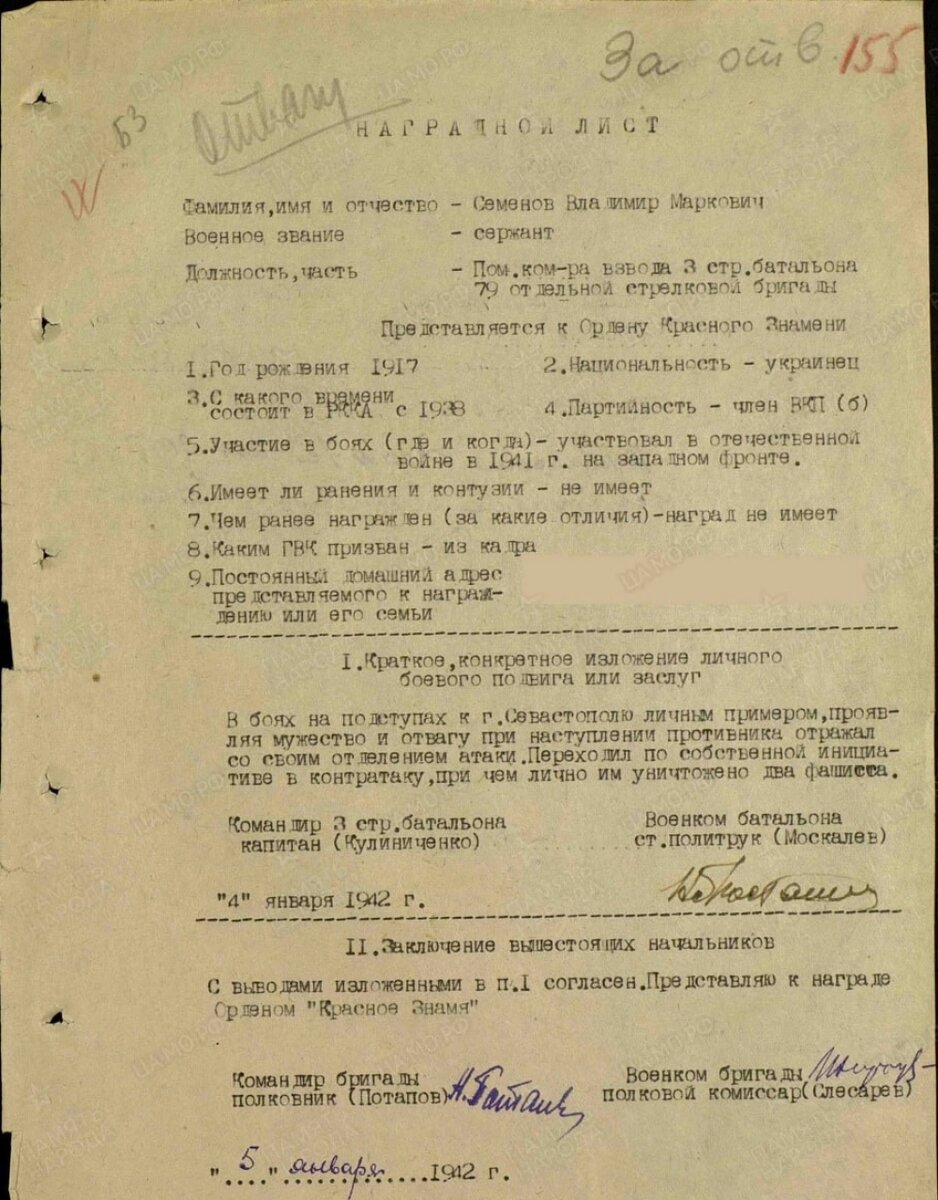 За отв 155
отвагу
Б3
НАГРАДНОЙ ЛИСТ
Фамилия,имя и отчество - Семенов Владимир Маркович
Военное звание - сержант
Должность,часть - Пом.ком-ра взвода 3 стр.батальона
79 отдельной стрелковой бригады
Представляется к Ордену Красного Знамени
1.Год рождения 1917 2.Национальность - украинец
3.С какого времени
состоит в РККА с 1938 4.Партийность - член ВКП (б)
5.Участие в боях (где и когда)- участвовал в отечественной
войне в 1941 г. на западном фронте.
6.Имеет ли ранения и контузии - не имеет
7.Чем ранее награжден (за какие отличия)-наград не имеет
8.Каким ГВК призван - из кадра
9.Постоянный домашний адрес
представляемого к награж-
дению или его семьи
I.Краткое,конкретное изложение личного
боевого подвига или заслуг
В боях на подступах к г.Севастополю личным примером,прояв-
ляя мужество и отвагу при наступлении противника отражал
со своим отделением атаки.Переходил по собственной инициа-
тиве в контратаку,при чем лично им уничтожено два фашиста.
Командир 3 стр.батальона Военком батальона
капитан (Кулиниченко) ст.политрук (Москалев)
"4" января 1942 г.
II.Заключение вышестоящих начальников
С выводами изложенными в п.I согласен.Представляю к награде
Орденом "Красное Знамя"
Командир бригады Военком бригады
полковник (Потапов) полковой комиссар(Слесарев)
"5" января 1942 г.